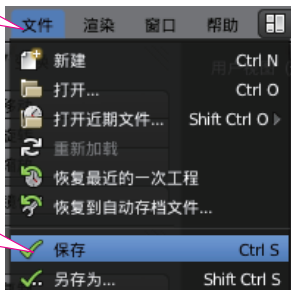 文件 渲染 窗口 帮助
新建 Ctrl N
打开... Ctrl O
打开近期文件... Shift Ctrl O
重新加载
恢复最近的一次工程
恢复到自动存档文件...
保存 Ctrl S
另存为... Shift Ctrl S